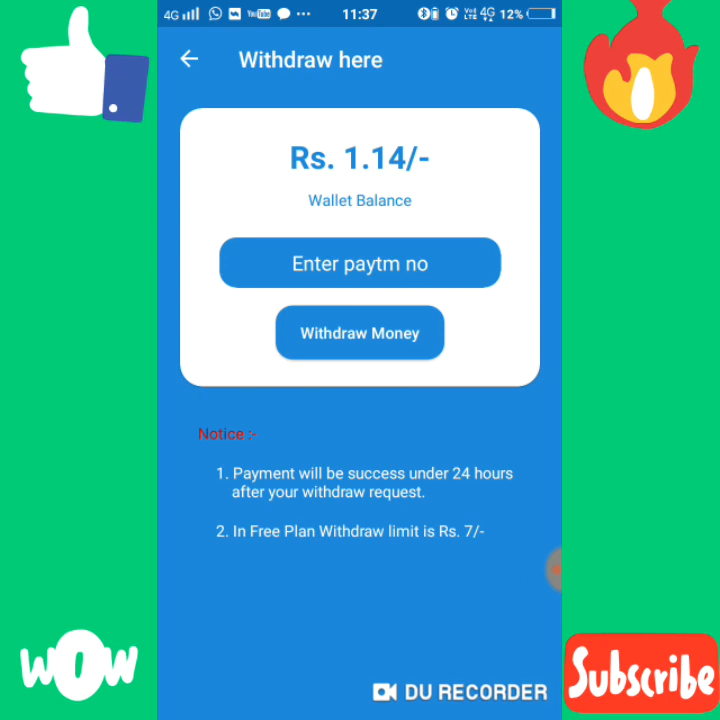 4G YouTube 11:37 4G 12%
Withdraw here
Rs. 1.14/-
Wallet Balance
Enter paytm no
Withdraw Money
Notice :-
1. Payment will be success under 24 hours
after your withdraw request.
2. In Free Plan Withdraw limit is Rs. 7/-
WOW
DU RECORDER
Subscribe